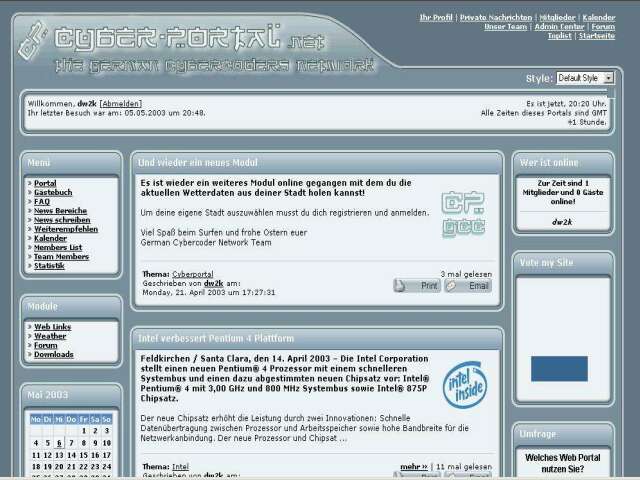 CYBER-PORTAL.NET
the german cybercoders network
Ihr Profil | Private Nachrichten | Mitglieder | Kalender
Unser Team | Admin Center | Forum
Toplist | Startseite
Style: Default Style
Willkommen, dw2k [Abmelden]
Ihr letzter Besuch war am: 05.05.2003 um 20:48.
Es ist jetzt, 20:20 Uhr.
Alle Zeiten dieses Portals sind GMT
+1 Stunde.
Menü
» Portal
» Gästebuch
» FAQ
» News Bereiche
» News schreiben
» Weiterempfehlen
» Kalender
» Members List
» Team Members
» Statistik
Module
» Web Links
» Weather
» Forum
» Downloads
Mai 2003
Mo Di Mi Do Fr Sa So
1 2 3
4 5 6 7 8 9 10
11 12 13 14 15 16 17
18 19 20 21 22 23 24
Und wieder ein neues Modul
Es ist wieder ein weiteres Modul online gegangen mit dem du die
aktuellen Wetterdaten aus deiner Stadt holen kannst!
Um deine eigene Stadt auszuwählen musst du dich registrieren und anmelden.
Viel Spaß beim Surfen und frohe Ostern euer
German Cybercoder Network Team
CP.
GCC
Thema: Cyberportal
Geschrieben von dw2k am:
Monday, 21. April 2003 um 17:27:31
3 mal gelesen
Print
Email
Intel verbessert Pentium 4 Plattform
Feldkirchen / Santa Clara, den 14. April 2003 – Die Intel Corporation
stellt einen neuen Pentium® 4 Prozessor mit einem schnelleren
Systembus und einen dazu abgestimmten neuen Chipsatz vor: Intel®
Pentium® 4 mit 3,00 GHz und 800 MHz Systembus sowie Intel® 875P
Chipsatz.
Der neue Chipsatz erhöht die Leistung durch zwei Innovationen: Schnelle
Datenübertragung zwischen Prozessor und Arbeitsspeicher sowie hohe Bandbreite für die
Netzwerkanbindung. Der neue Prozessor und Chipsat ...
intel
inside
Thema: Intel
Geschrieben von dw2k am:
mehr » | 11 mal gelesen
Print
Email
Wer ist online
Zur Zeit sind 1
Mitglieder und 0 Gäste
online!
dw2k
Vote my Site
Umfrage
Welches Web Portal
nutzen Sie?